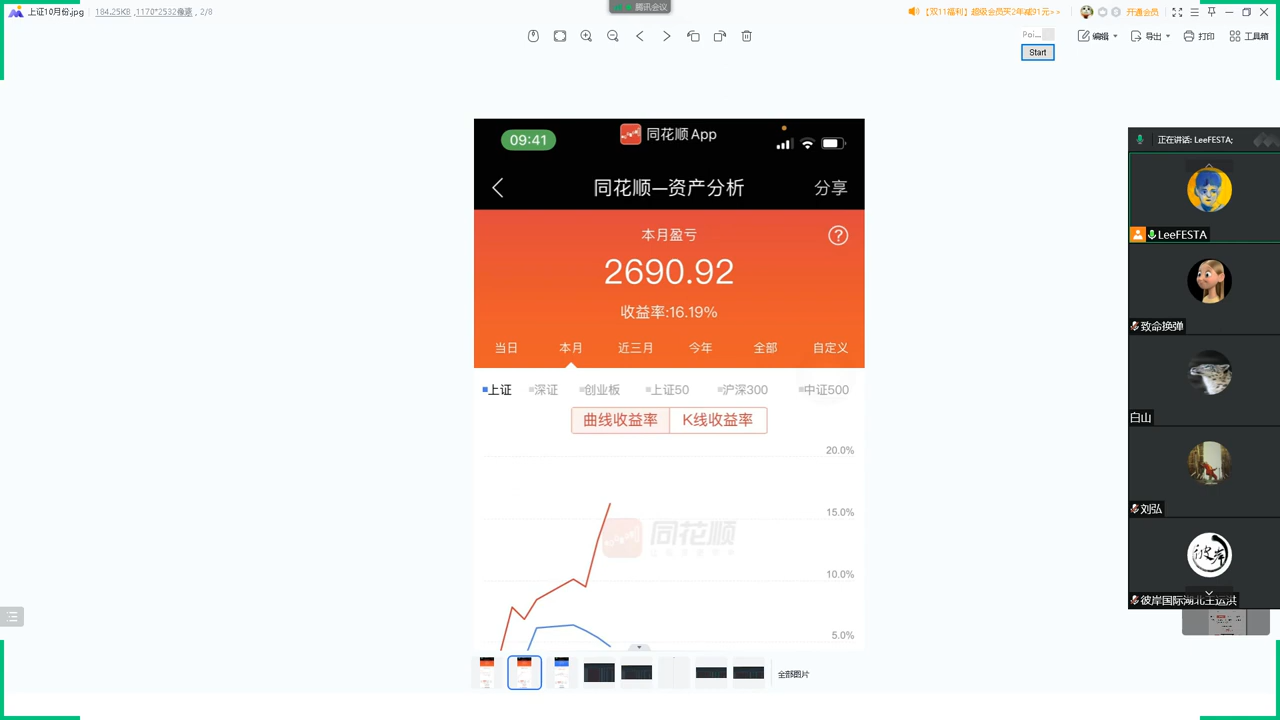 上证10月份.jpg
184.25KB
,1170*2532像素
, 2/8
腾讯会议
【双11福利】超级会员买2年减91元>>
开通会员
Poi...
编辑
导出
打印
工具箱
Start
09:41
同花顺App
同花顺—资产分析
分享
本月盈亏
?
2690.92
收益率:16.19%
当日
本月
近三月
今年
全部
自定义
上证
深证
创业板
上证50
沪深300
中证500
曲线收益率
K线收益率
20.0%
15.0%
同花顺
10.0%
5.0%
全部图片
正在讲话: LeeFESTA;
LeeFESTA
致命换弹
白山
刘弘
彼岸
彼岸国际湖北王运洪